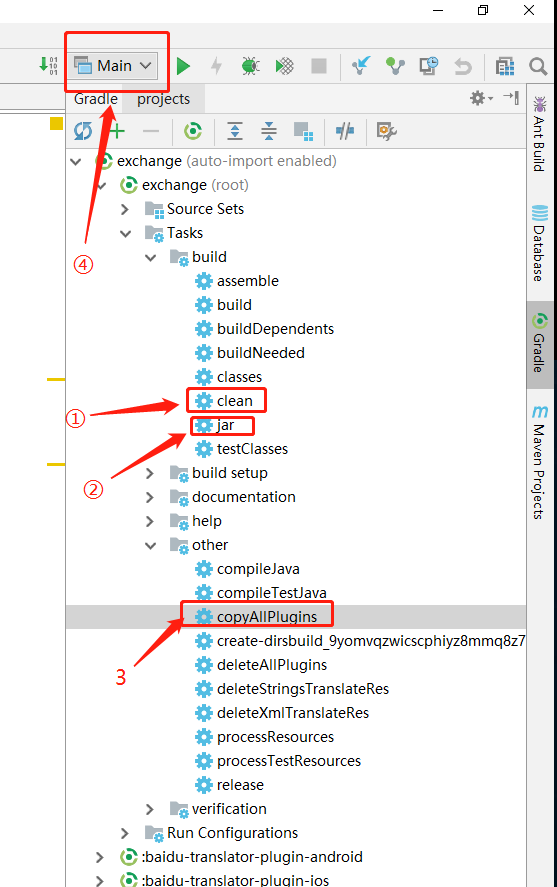 Main
Gradle projects
exchange (auto-import enabled)
exchange (root)
Source Sets
Tasks
④
build
assemble
build
buildDependents
buildNeeded
classes
①
clean
jar
②
testClasses
build setup
documentation
help
other
compileJava
compileTestJava
copyAllPlugins
3
create-dirsbuild_9yomvqzwicscphiyz8mmq8z7
deleteAllPlugins
deleteStringsTranslateRes
deleteXmlTranslateRes
processResources
processTestResources
release
verification
Run Configurations
:baidu-translator-plugin-android
:baidu-translator-plugin-ios
Ant Build
Database
Gradle
Maven Projects